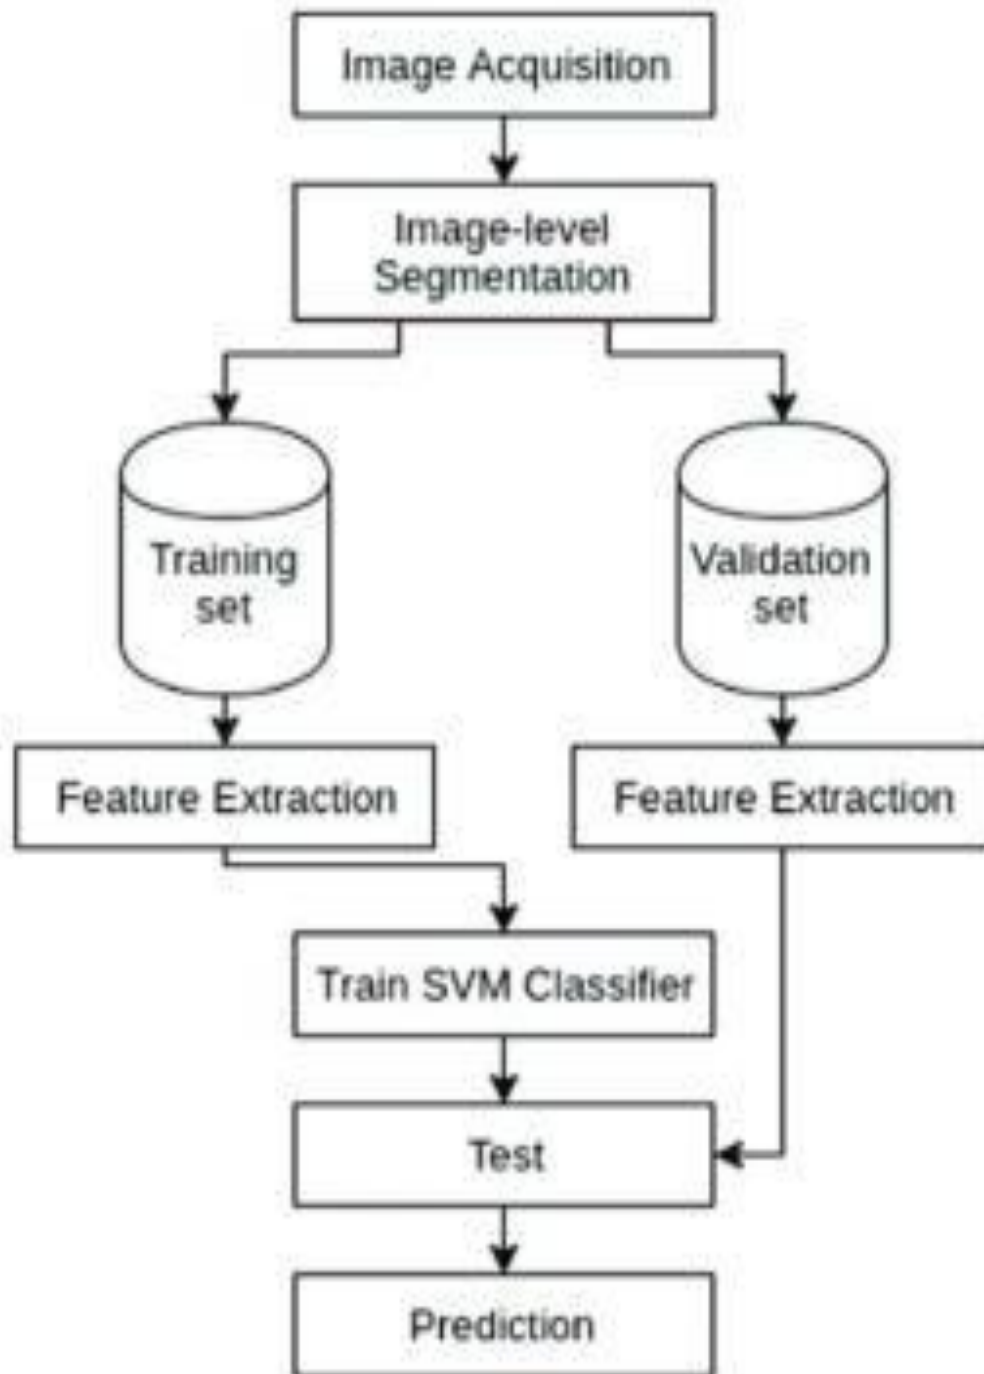 Image Acquisition
Image-level
Segmentation
Training
set
Validation
set
Feature Extraction
Feature Extraction
Train SVM Classifier
Test
Prediction